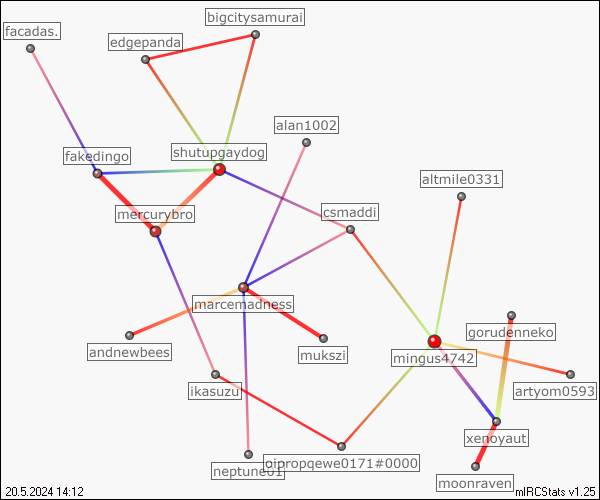 bigcitysamurai
facadas.
edgepanda
alan1002
shutupgaydog
fakedingo
altmile0331
csmaddi
mercurybro
marcemadness
gorudenneko
andnewbees
mukszi
mingus4742
ikasuzu
artyom0593
xenoyaut
oipropqewe0171#0000
neptune01
moonraven
20.5.2024 14:12
mIRCStats v1.25